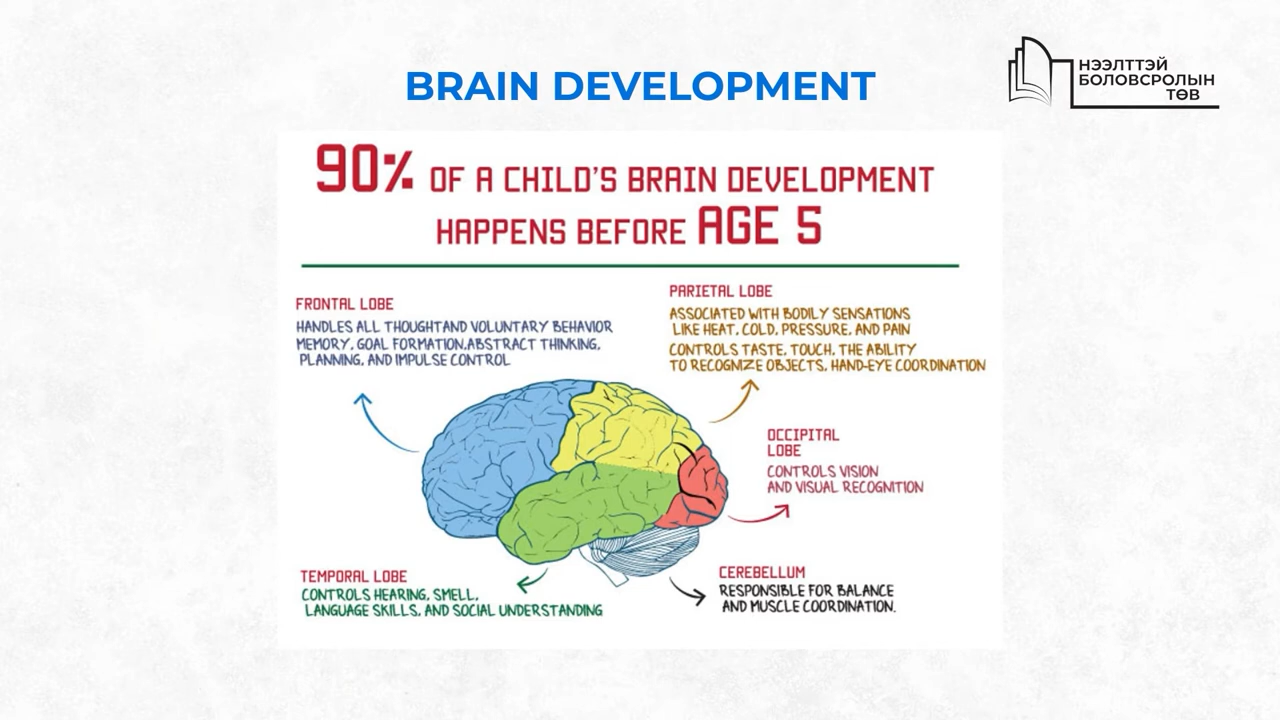 BRAIN DEVELOPMENT
НЭЭЛТТЭЙ
БОЛОВСРОЛЫН
ТӨВ
90% OF A CHILD'S BRAIN DEVELOPMENT
HAPPENS BEFORE AGE 5
FRONTAL LOBE
HANDLES ALL THOUGHTAND VOLUNTARY BEHAVIOR
MEMORY, GOAL FORMATION,ABSTRACT THINKING,
PLANNING, AND IMPULSE CONTROL
PARIETAL LOBE
ASSOCIATED WITH BODILY SENSATIONS
LIKE HEAT, COLD, PRESSURE, AND PAIN
CONTROLS TASTE, TOUCH, THE ABILITY
TO RECOGNIZE OBJECTS, HAND-EYE COORDINATION
OCCIPITAL
LOBE
CONTROLS VISION
AND VISUAL RECOGNITION
TEMPORAL LOBE
CONTROLS HEARING, SMELL,
LANGUAGE SKILLS, AND SOCIAL UNDERSTANDING
CEREBELLUM
RESPONSIBLE FOR BALANCE
AND MUSCLE COORDINATION.